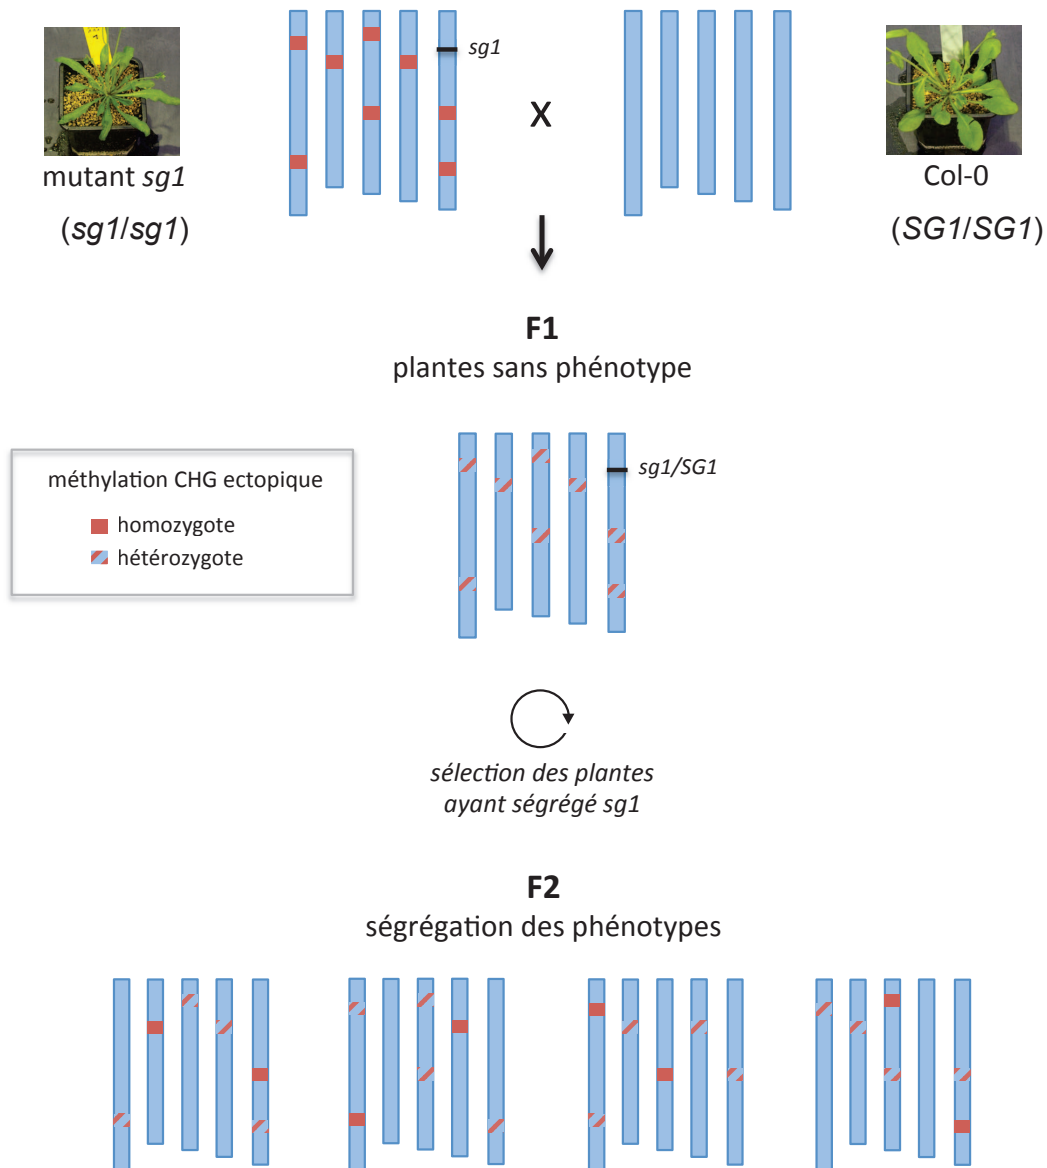 sg1
X
mutant sg1
(sg1/sg1)
Col-0
(SG1/SG1)
F1
plantes sans phénotype
sg1/SG1
méthylation CHG ectopique
homozygote
hétérozygote
sélection des plantes
ayant ségrégé sg1
F2
ségrégation des phénotypes